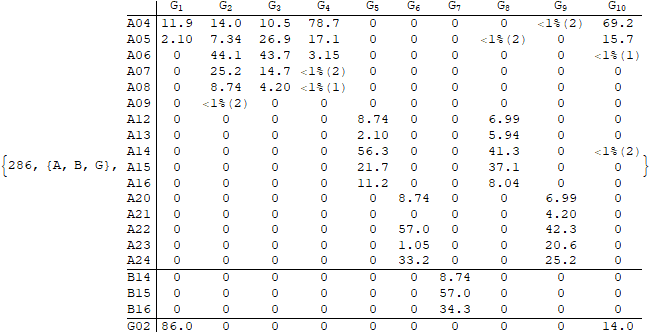 G₁ G₂ G₃ G₄ G₅ G₆ G₇ G₈ G₉ G₁₀
A04 11.9 14.0 10.5 78.7 0 0 0 0 <1%(2) 69.2
A05 2.10 7.34 26.9 17.1 0 0 0 <1%(2) 0 15.7
A06 0 44.1 43.7 3.15 0 0 0 0 0 <1%(1)
A07 0 25.2 14.7 <1%(2) 0 0 0 0 0 0
A08 0 8.74 4.20 <1%(1) 0 0 0 0 0 0
A09 0 <1%(2) 0 0 0 0 0 0 0 0
A12 0 0 0 0 8.74 0 0 6.99 0 0
A13 0 0 0 0 2.10 0 0 5.94 0 0
A14 0 0 0 0 56.3 0 0 41.3 0 <1%(2)
{286, {A, B, G}, A15 0 0 0 0 21.7 0 0 37.1 0 0 }
A16 0 0 0 0 11.2 0 0 8.04 0 0
A20 0 0 0 0 0 8.74 0 0 6.99 0
A21 0 0 0 0 0 0 0 0 4.20 0
A22 0 0 0 0 0 57.0 0 0 42.3 0
A23 0 0 0 0 0 1.05 0 0 20.6 0
A24 0 0 0 0 0 33.2 0 0 25.2 0
B14 0 0 0 0 0 0 8.74 0 0 0
B15 0 0 0 0 0 0 57.0 0 0 0
B16 0 0 0 0 0 0 34.3 0 0 0
G02 86.0 0 0 0 0 0 0 0 0 14.0